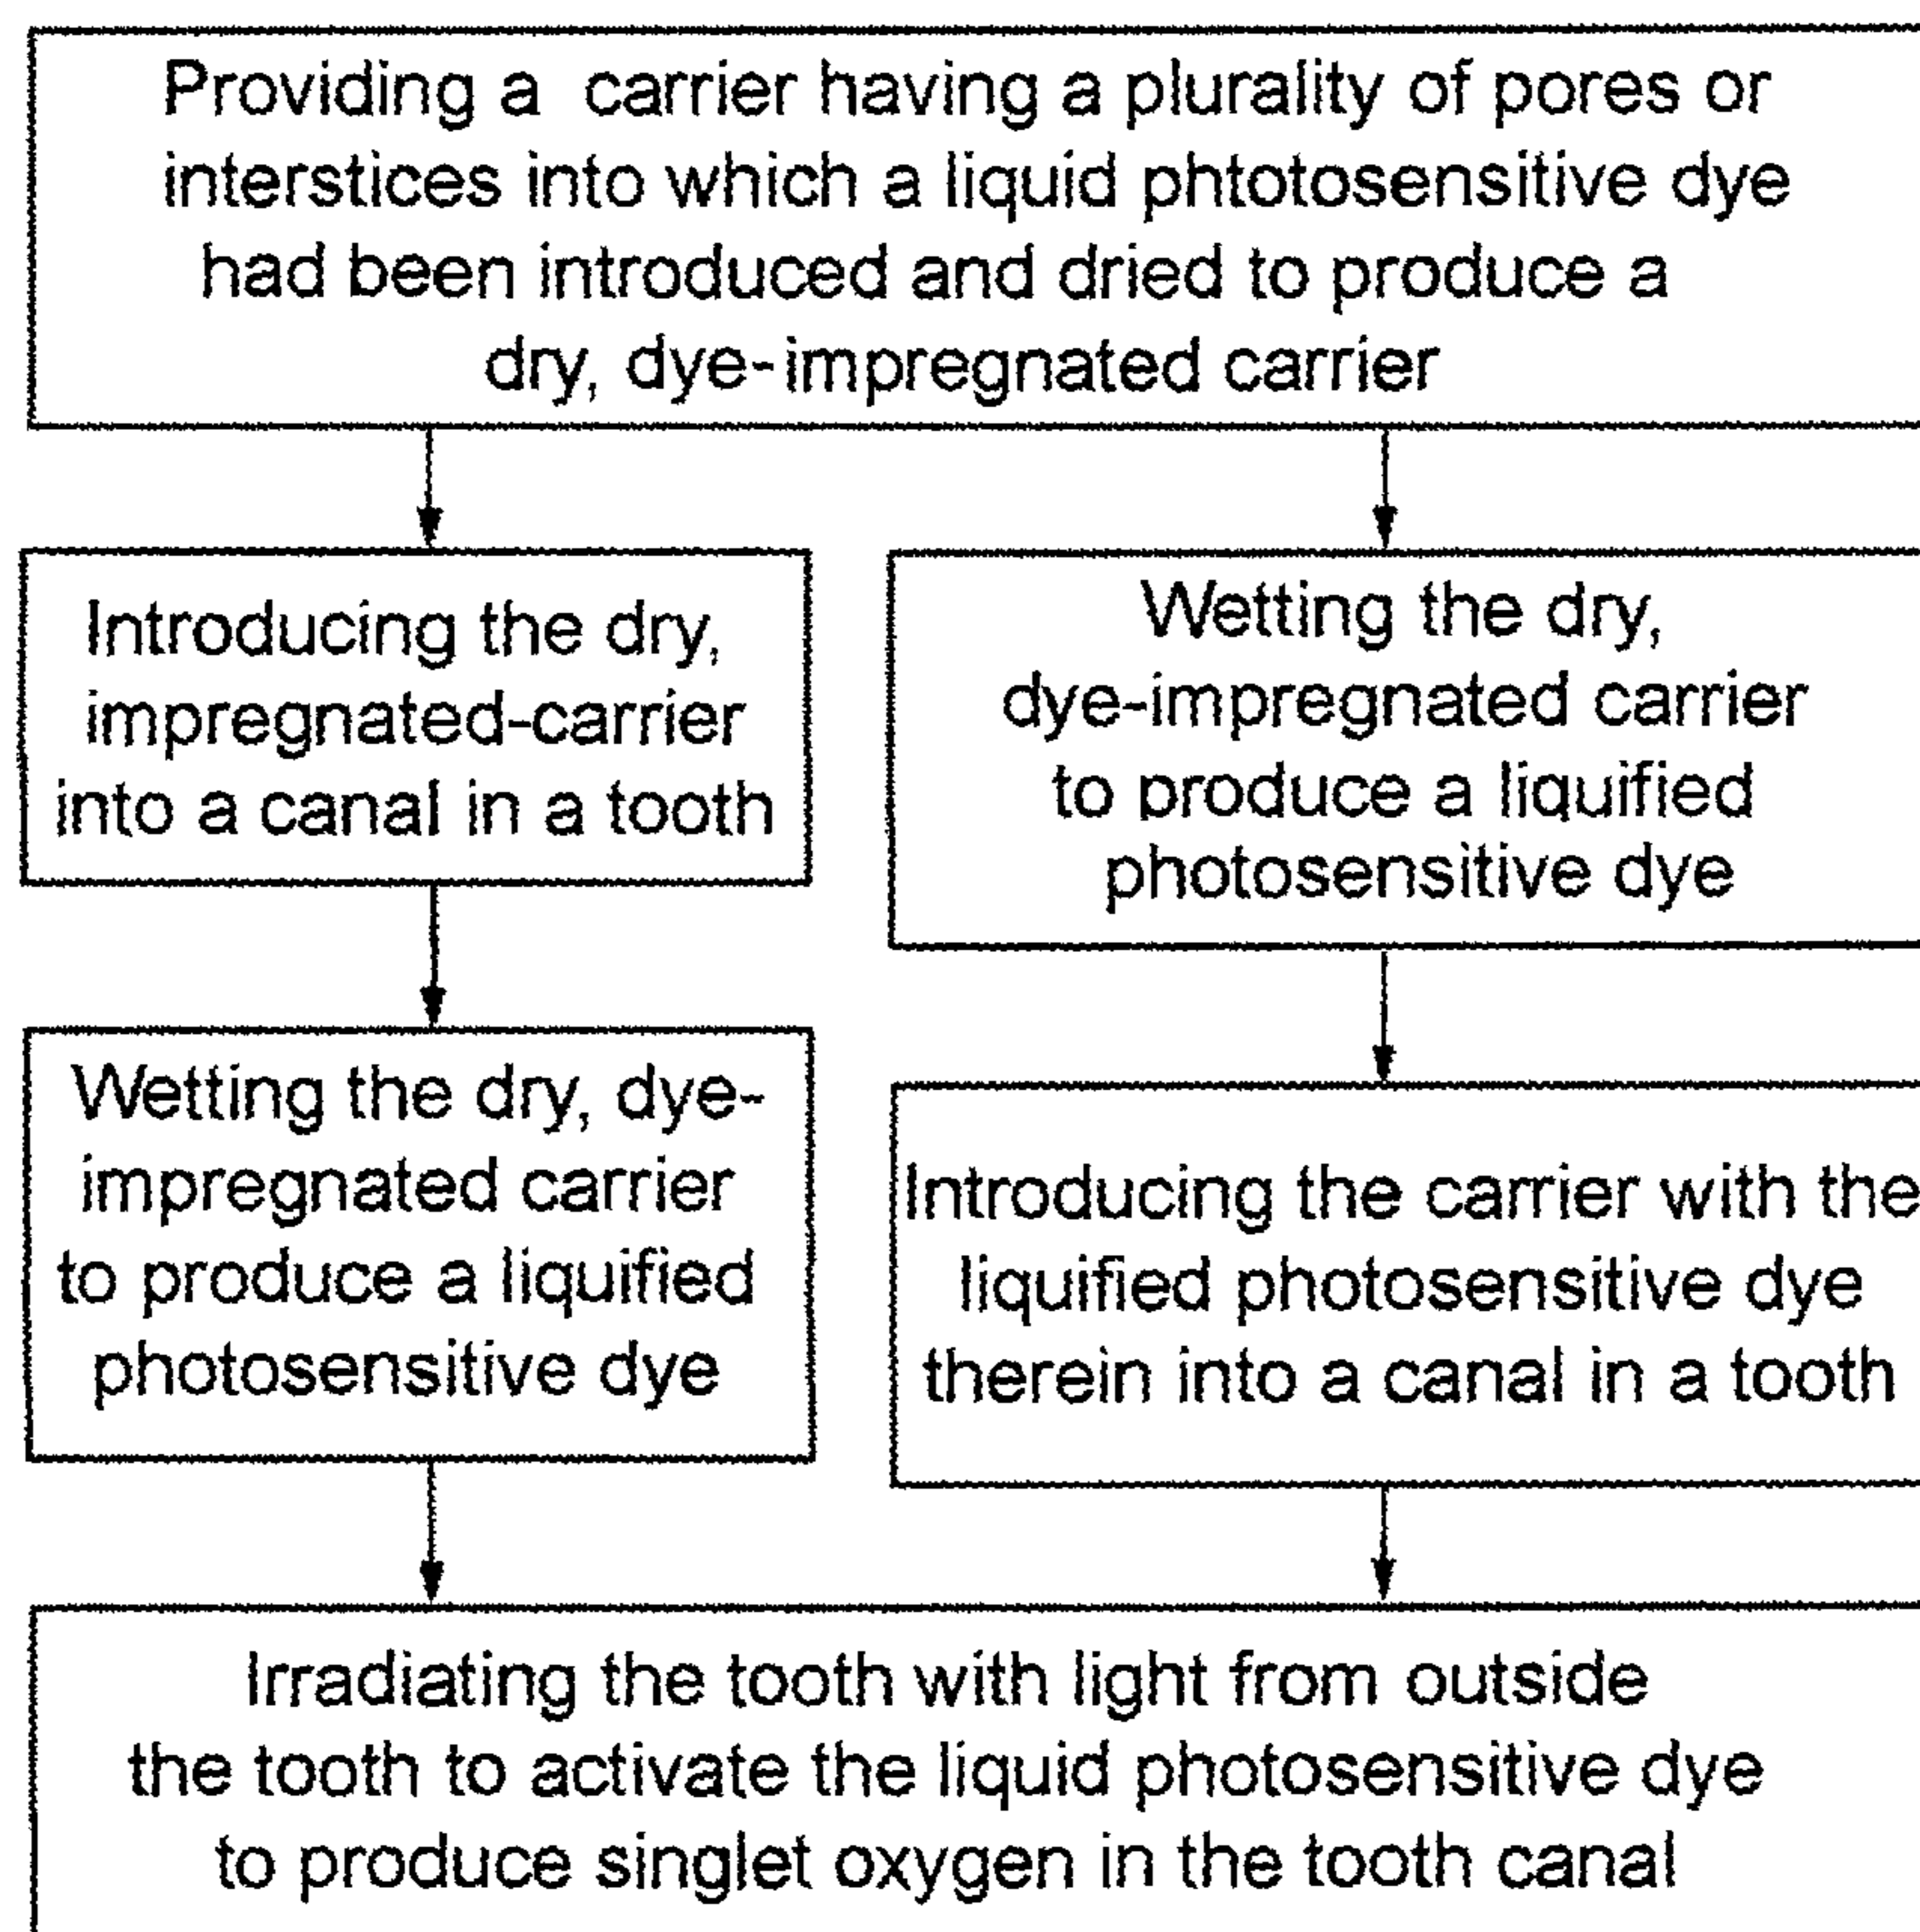 Providing a carrier having a plurality of pores or
interstices into which a liquid phtotosensitive dye
had been introduced and dried to produce a
dry, dye-impregnated carrier
Introducing the dry,
impregnated-carrier
into a canal in a tooth
Wetting the dry, dye-
impregnated carrier
to produce a liquified
photosensitive dye
Wetting the dry,
dye-impregnated carrier
to produce a liquified
photosensitive dye
Introducing the carrier with the
liquified photosensitive dye
therein into a canal in a tooth
Irradiating the tooth with light from outside
the tooth to activate the liquid photosensitive dye
to produce singlet oxygen in the tooth canal